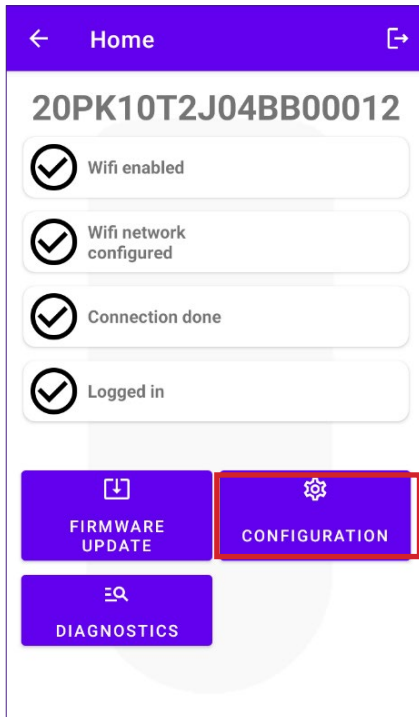 Home
20PK10T2J04BB00012
Wifi enabled
Wifi network
configured
Connection done
Logged in
FIRMWARE
UPDATE
CONFIGURATION
DIAGNOSTICS